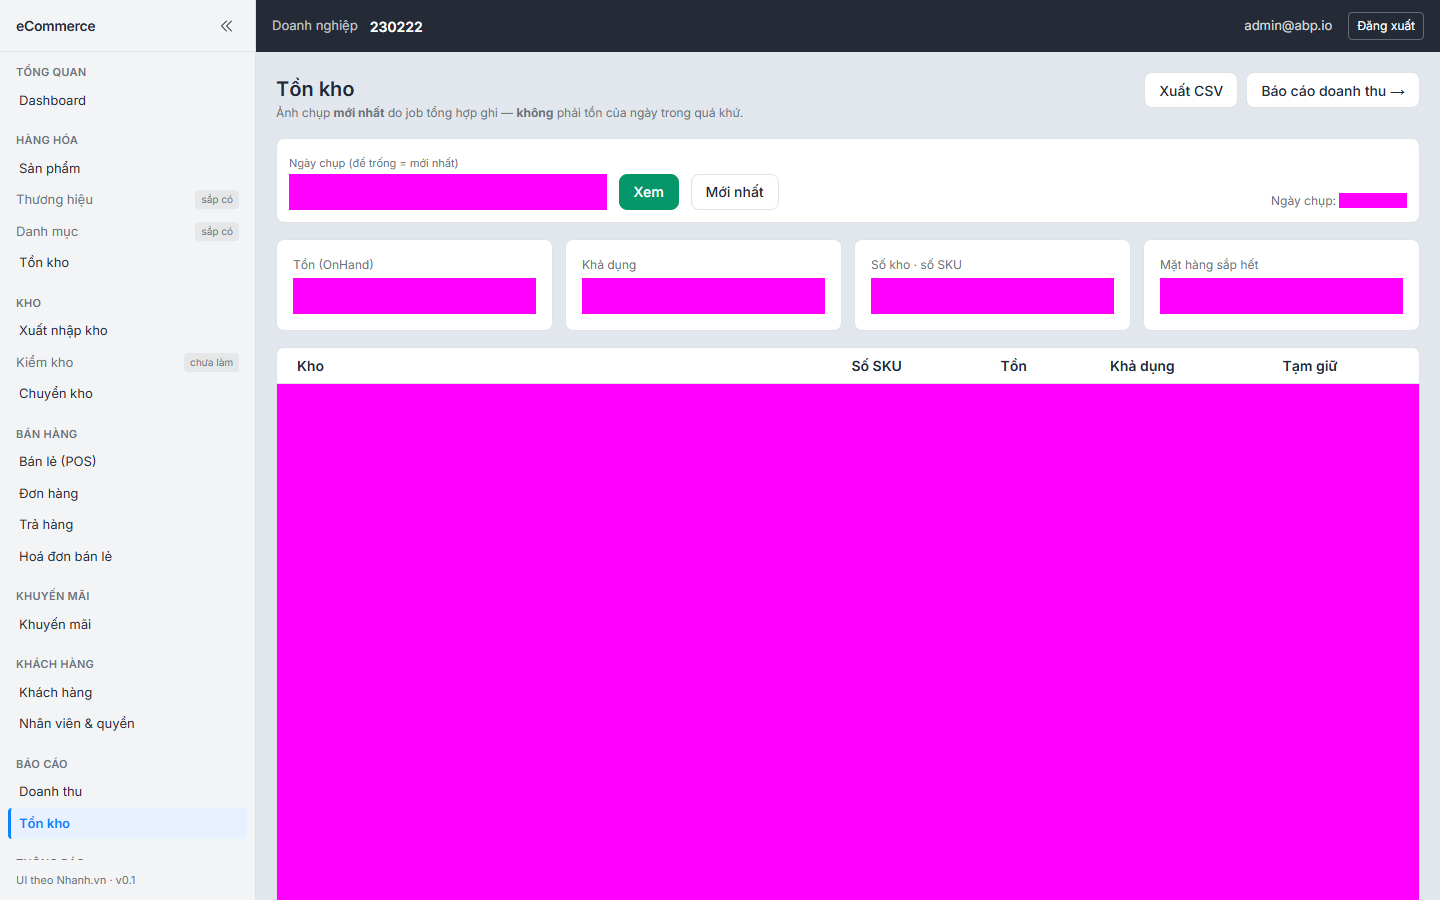 eCommerce
TỔNG QUAN
Dashboard
HÀNG HÓA
Sản phẩm
Thương hiệu sắp có
Danh mục sắp có
Tồn kho
KHO
Xuất nhập kho
Kiểm kho chưa làm
Chuyển kho
BÁN HÀNG
Bán lẻ (POS)
Đơn hàng
Trả hàng
Hoá đơn bán lẻ
KHUYẾN MÃI
Khuyến mãi
KHÁCH HÀNG
Khách hàng
Nhân viên & quyền
BÁO CÁO
Doanh thu
Tồn kho
UI theo Nhanh.vn · v0.1
Doanh nghiệp 230222
admin@abp.io Đăng xuất
Tồn kho
Ảnh chụp mới nhất do job tổng hợp ghi — không phải tồn của ngày trong quá khứ.
Xuất CSV Báo cáo doanh thu →
Ngày chụp (để trống = mới nhất)
Xem Mới nhất
Ngày chụp:
Tồn (OnHand)
Khả dụng
Số kho · số SKU
Mặt hàng sắp hết
Kho Số SKU Tồn Khả dụng Tạm giữ